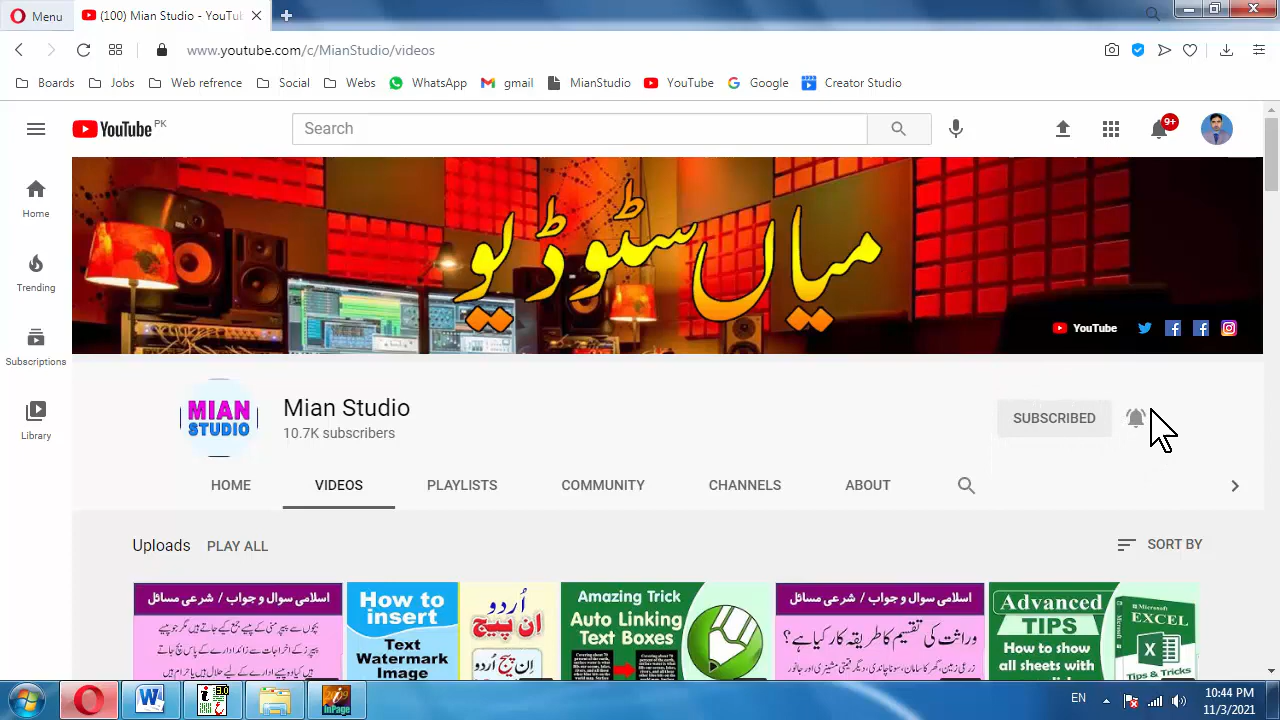 Menu
(100) Mian Studio - YouTu
www.youtube.com/c/MianStudio/videos
Boards Jobs Web refrence Social Webs WhatsApp gmail MianStudio YouTube Google Creator Studio
YouTube PK
Search
9+
Home
Trending
Subscriptions
Library
میاں سٹوڈیو
YouTube
MIAN
STUDIO
Mian Studio
10.7K subscribers
SUBSCRIBED
HOME VIDEOS PLAYLISTS COMMUNITY CHANNELS ABOUT
Uploads PLAY ALL
SORT BY
اسلامی سوال و جواب / شرعی مسائل
How to
insert
Text
Watermark
Image
اُردو
ان پیج
اِن پیج اُردو
Amazing Trick
Auto Linking
Text Boxes
اسلامی سوال و جواب / شرعی مسائل
وراثت کی تقسیم کا طریقہ کار کیا ہے؟
Advanced
TIPS
How to show
all sheets with
Microsoft
EXCEL
Tips & Tricks
InPage
EN
10:44 PM
11/3/2021